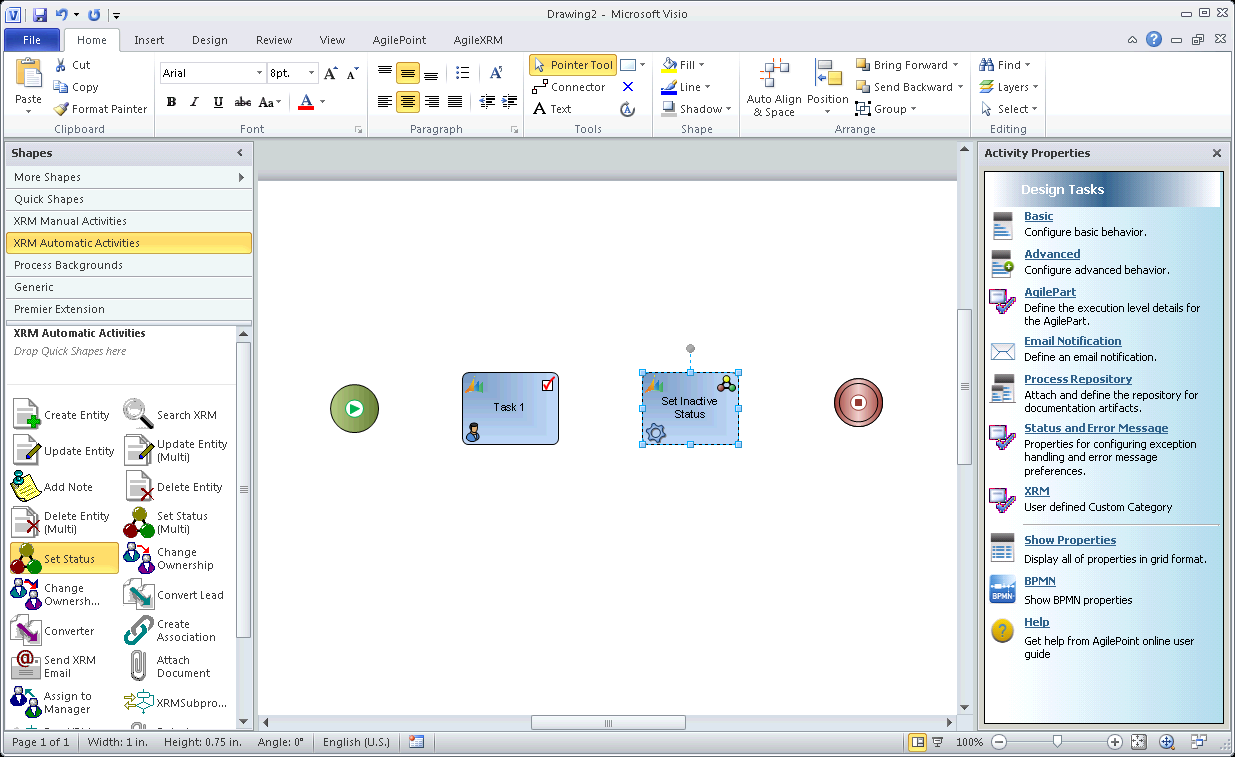 Drawing2 - Microsoft Visio
File Home Insert Design Review View AgilePoint AgileXRM
Paste
Cut
Copy
Format Painter
Clipboard
Arial 8pt.
B I U abc Aa A
Font
Paragraph
Pointer Tool
Connector
A Text
Tools
Fill
Line
Shadow
Shape
Auto Align
& Space
Position
Bring Forward
Send Backward
Group
Arrange
Find
Layers
Select
Editing
Shapes
More Shapes
Quick Shapes
XRM Manual Activities
XRM Automatic Activities
Process Backgrounds
Generic
Premier Extension
XRM Automatic Activities
Drop Quick Shapes here
Create Entity
Search XRM
Update Entity
Update Entity
(Multi)
Add Note
Delete Entity
Delete Entity
(Multi)
Set Status
(Multi)
Set Status
Change
Ownership
Change
Ownersh...
Convert Lead
Converter
Create
Association
Send XRM
Email
Attach
Document
Assign to
Manager
XRMSubpro...
Task 1
Set Inactive
Status
Activity Properties
Design Tasks
Basic
Configure basic behavior.
Advanced
Configure advanced behavior.
AgilePart
Define the execution level details for
the AgilePart.
Email Notification
Define an email notification.
Process Repository
Attach and define the repository for
documentation artifacts.
Status and Error Message
Properties for configuring exception
handling and error message
preferences.
XRM
User defined Custom Category
Show Properties
Display all of properties in grid format.
BPMN
BPMN
Show BPMN properties
Help
Get help from AgilePoint online user
guide
Page 1 of 1 Width: 1 in. Height: 0.75 in. Angle: 0° English (U.S.) 100%